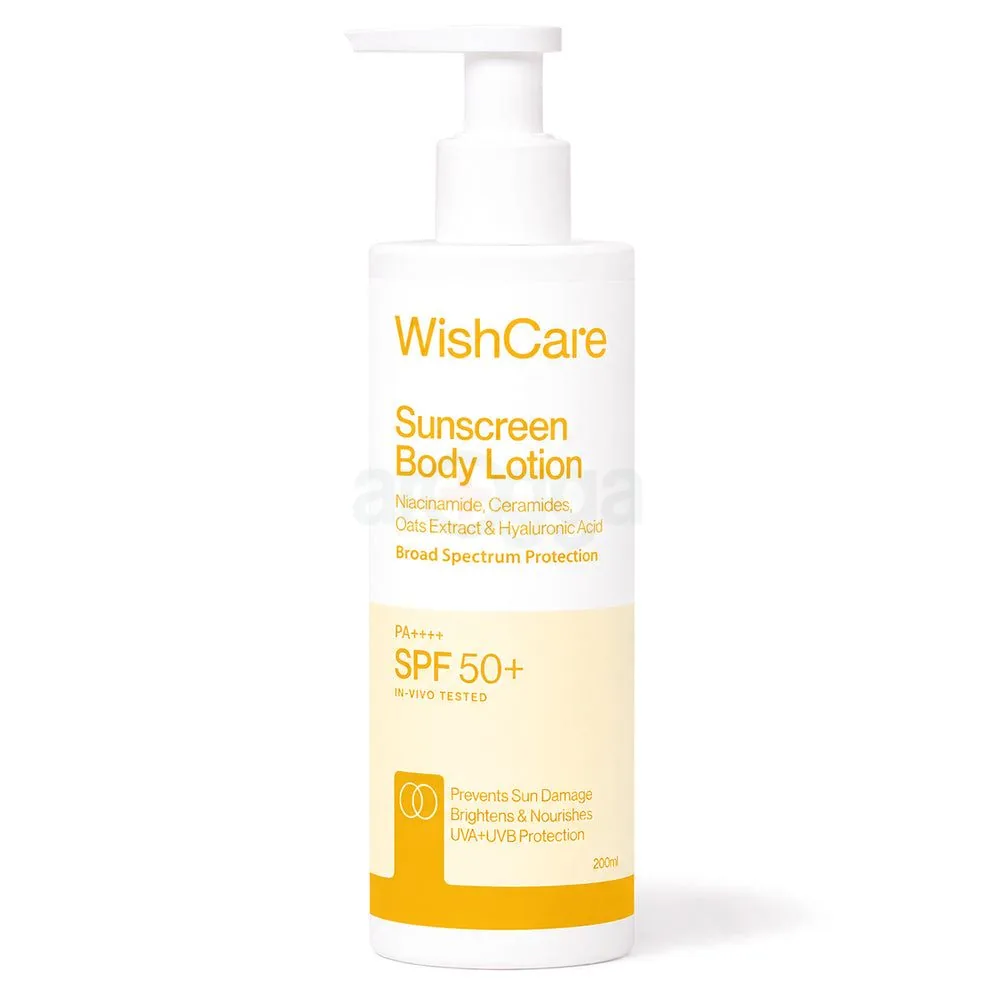 WishCare
Sunscreen
Body Lotion
Niacinamide, Ceramides,
Oats Extract & Hyaluronic Acid
Broad Spectrum Protection
PA++++
SPF 50+
IN-VIVO TESTED
Prevents Sun Damage
Brightens & Nourishes
UVA+UVB Protection
200ml